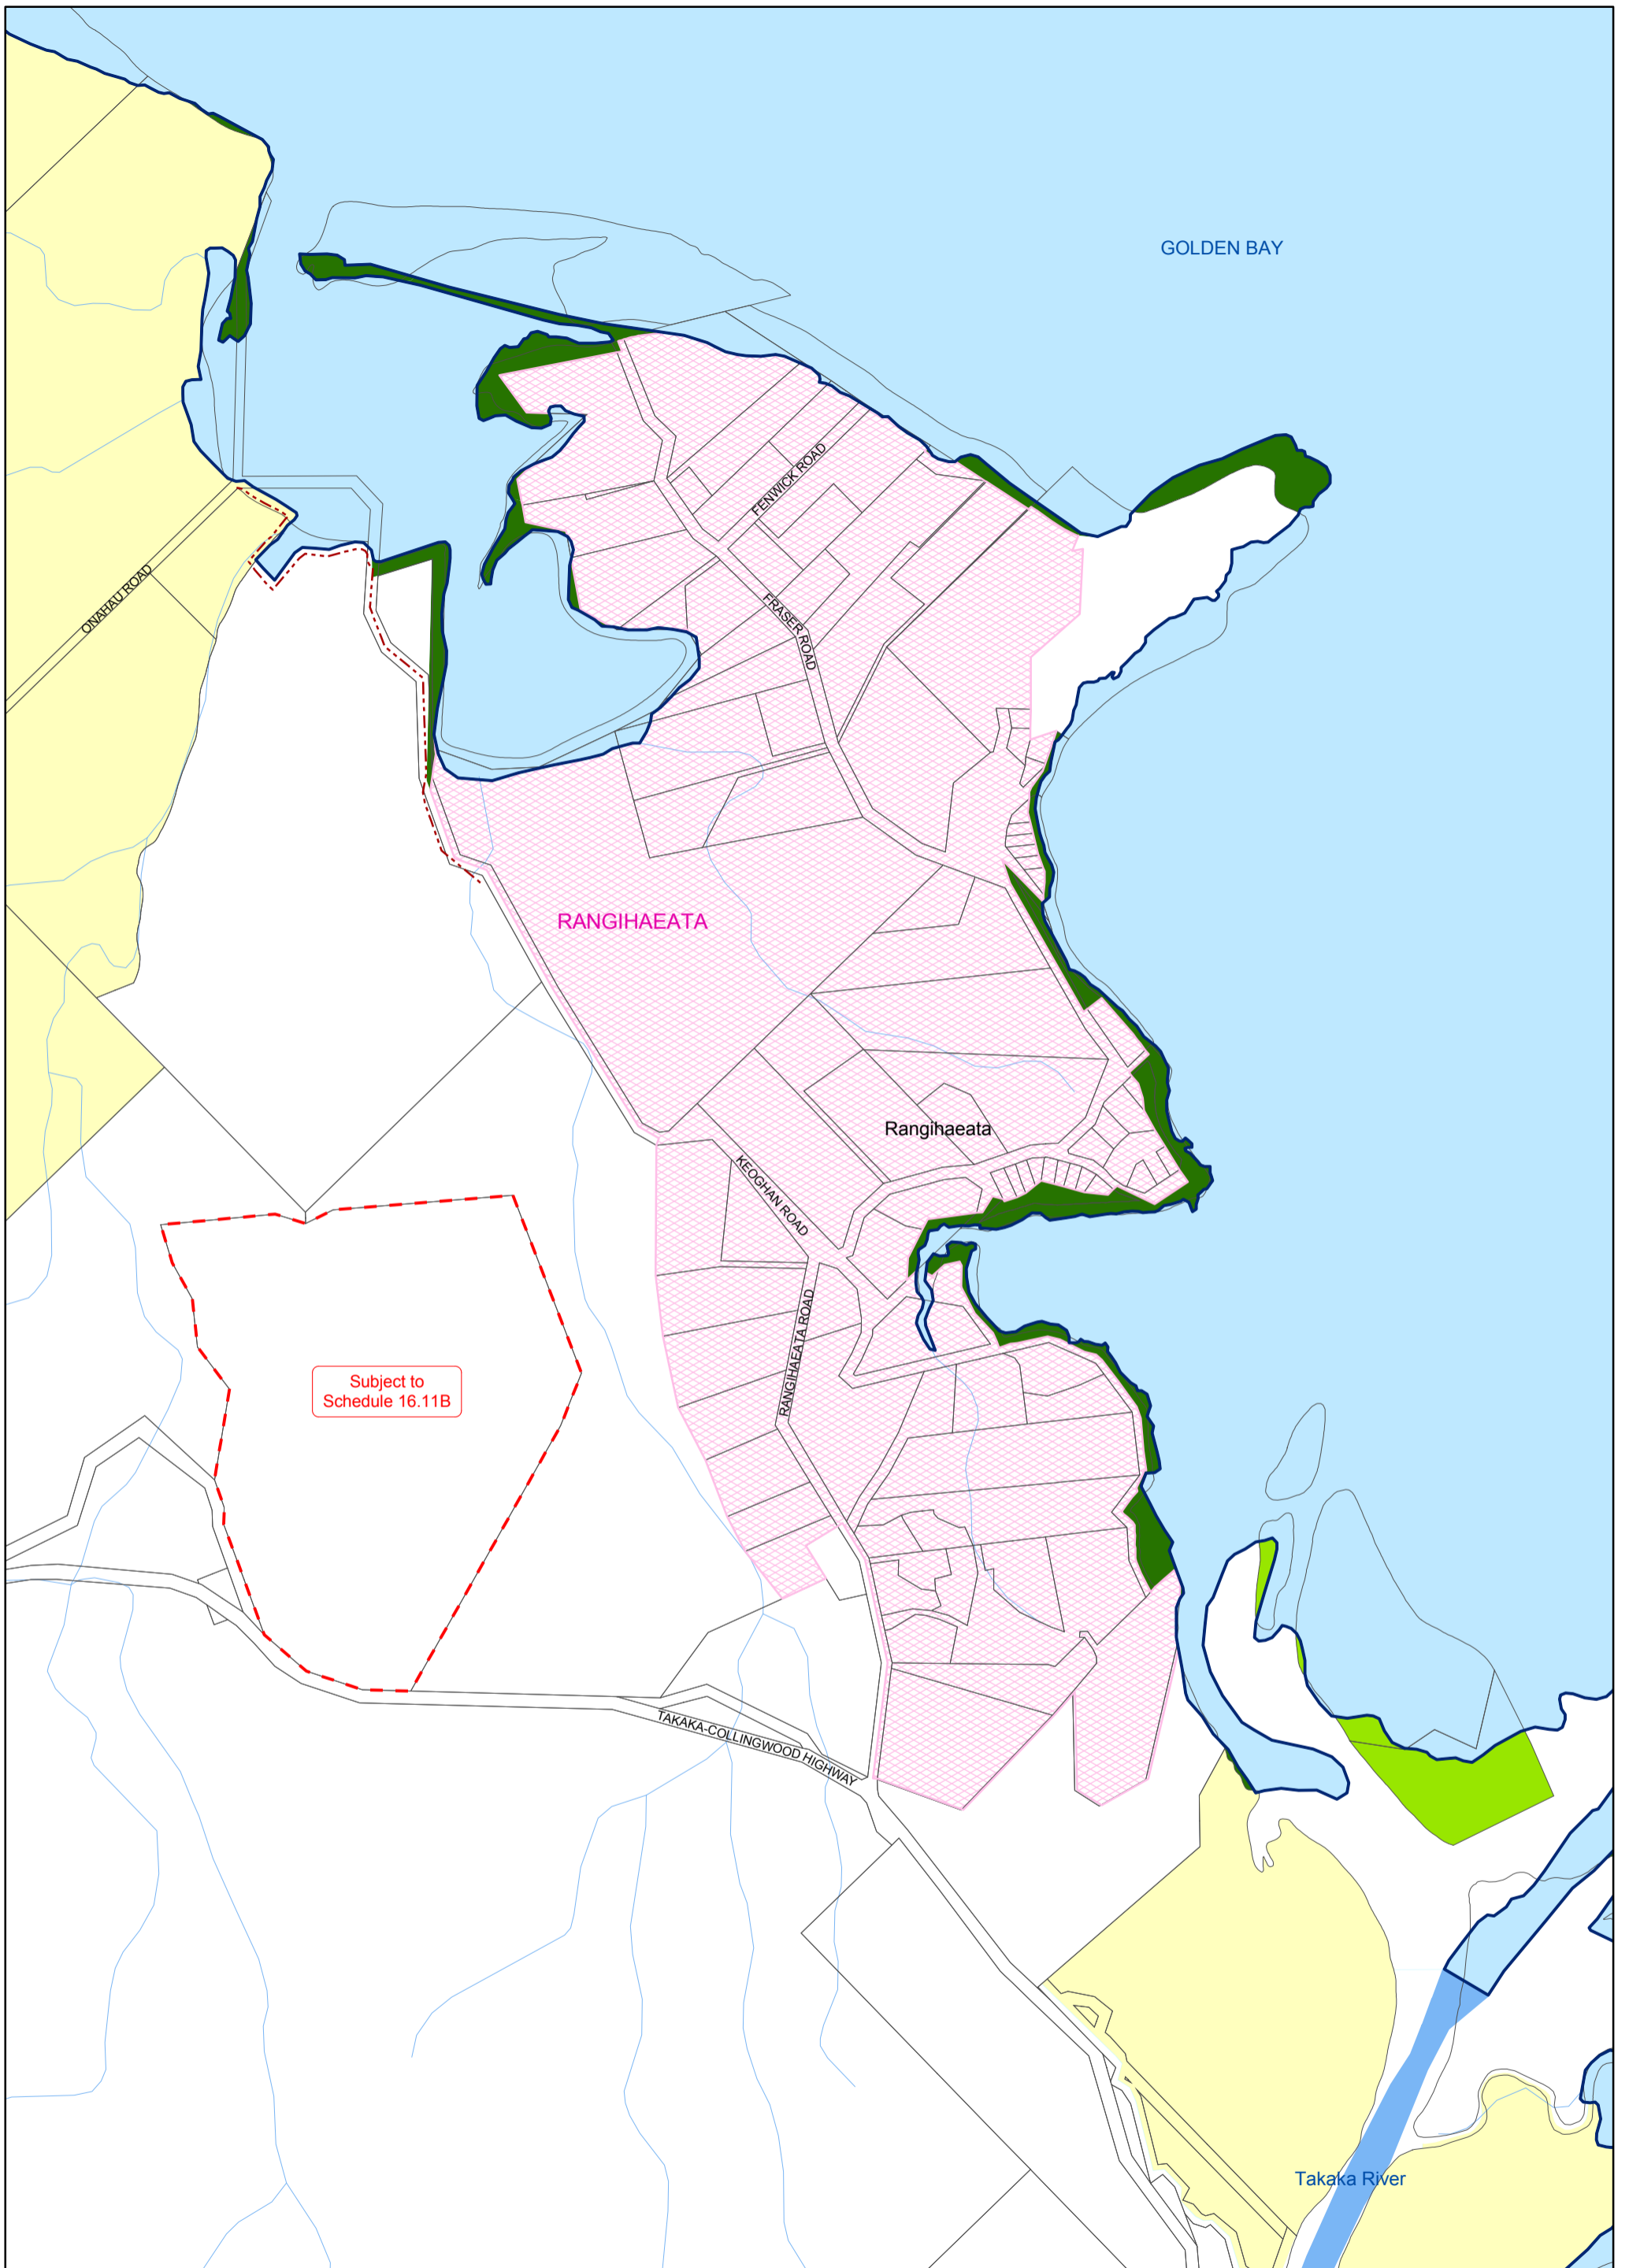 GOLDEN BAY
FENWICK ROAD
ONAHAU ROAD
FRASER ROAD
RANGIHAEATA
Rangihaeata
KEOGHAN ROAD
RANGIHAEATA ROAD
Subject to
Schedule 16.11B
TAKAKA-COLLINGWOOD HIGHWAY
Takaka River